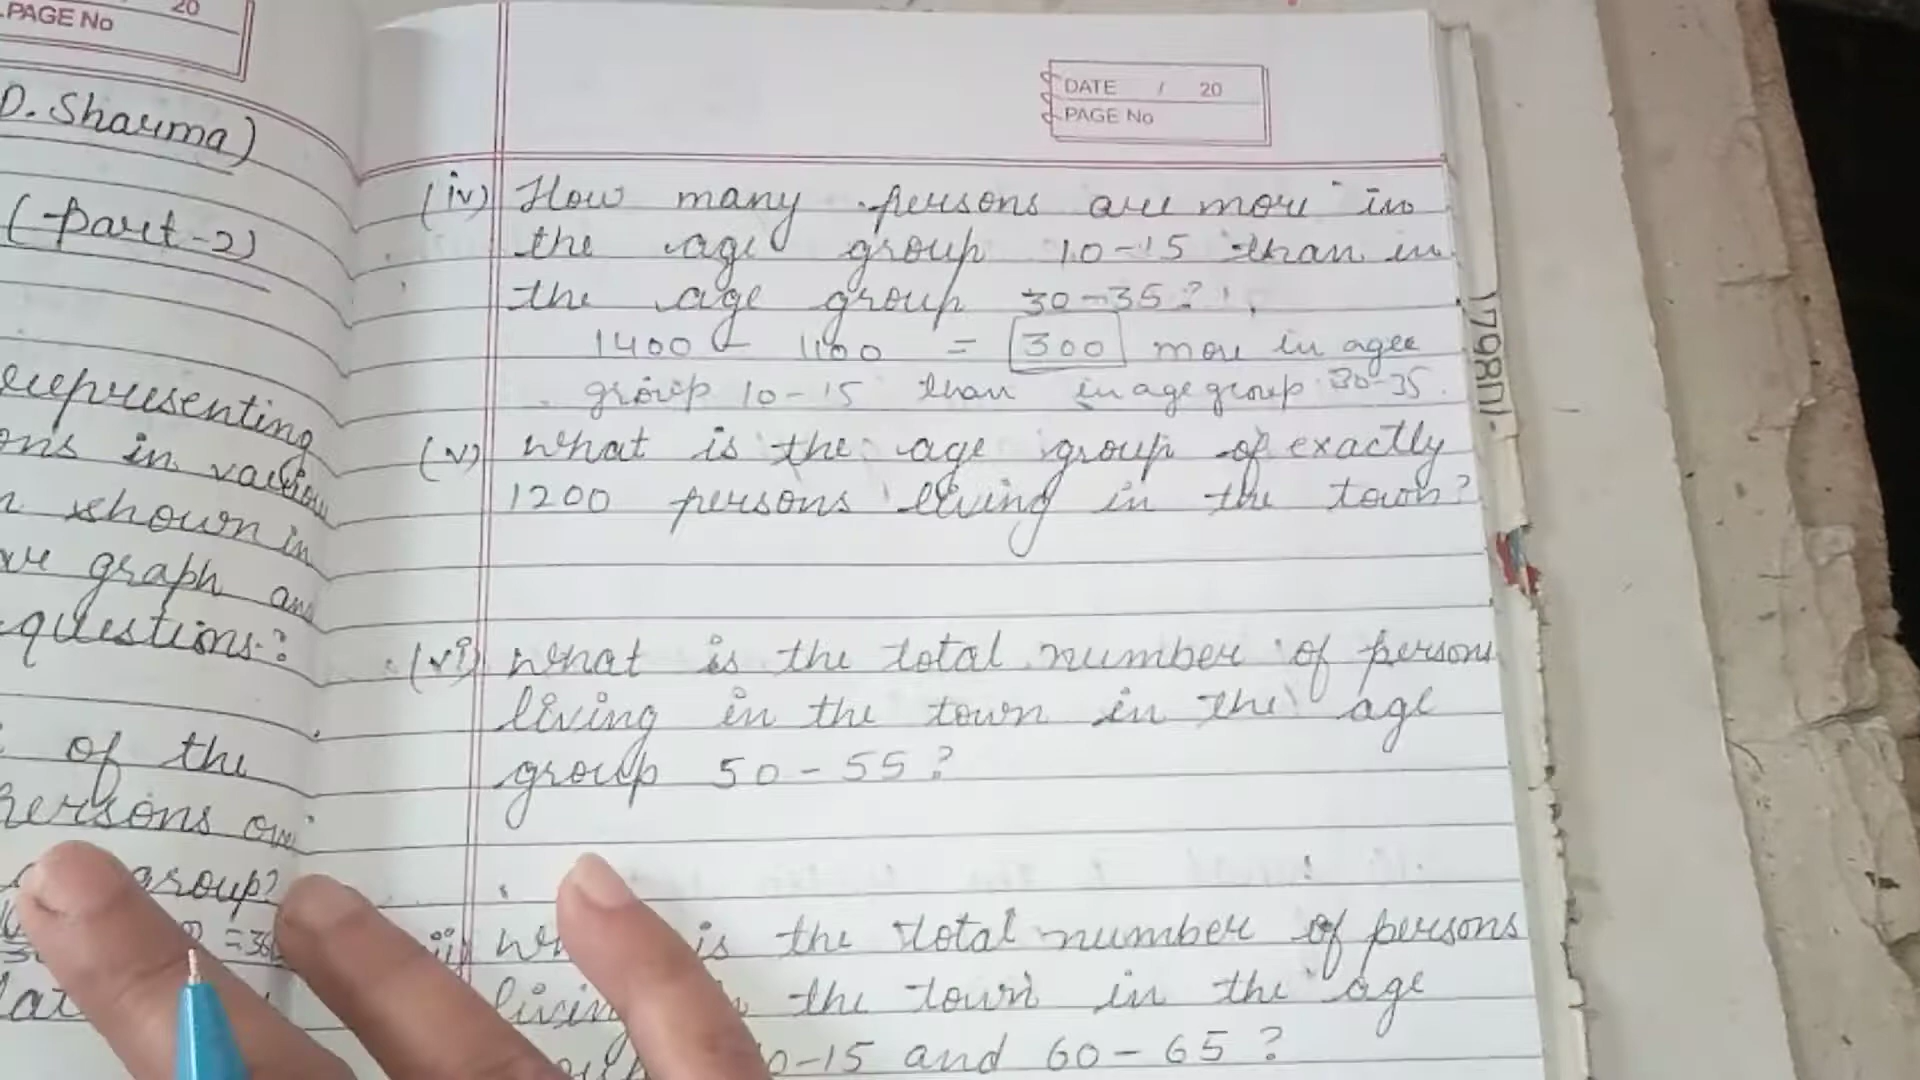 20
PAGE No
D. Sharma)
(Part-2)
representing
ons in various
n shown in
graph
questions:?
of the
persons
group?
DATE / 20
PAGE No
(iv) How many persons are more in
the age group 10-15 than in
the age group 30-35?
1400 - 1100 = 300 more in agee
group 10-15 than in age group 30-35.
(v) what is the age group of exactly
1200 persons living in the town?
(vi) what is the total number of persons
living in the town in the age
group 50-55?
is the total number of persons
the town in the age
0-15 and 60-65?